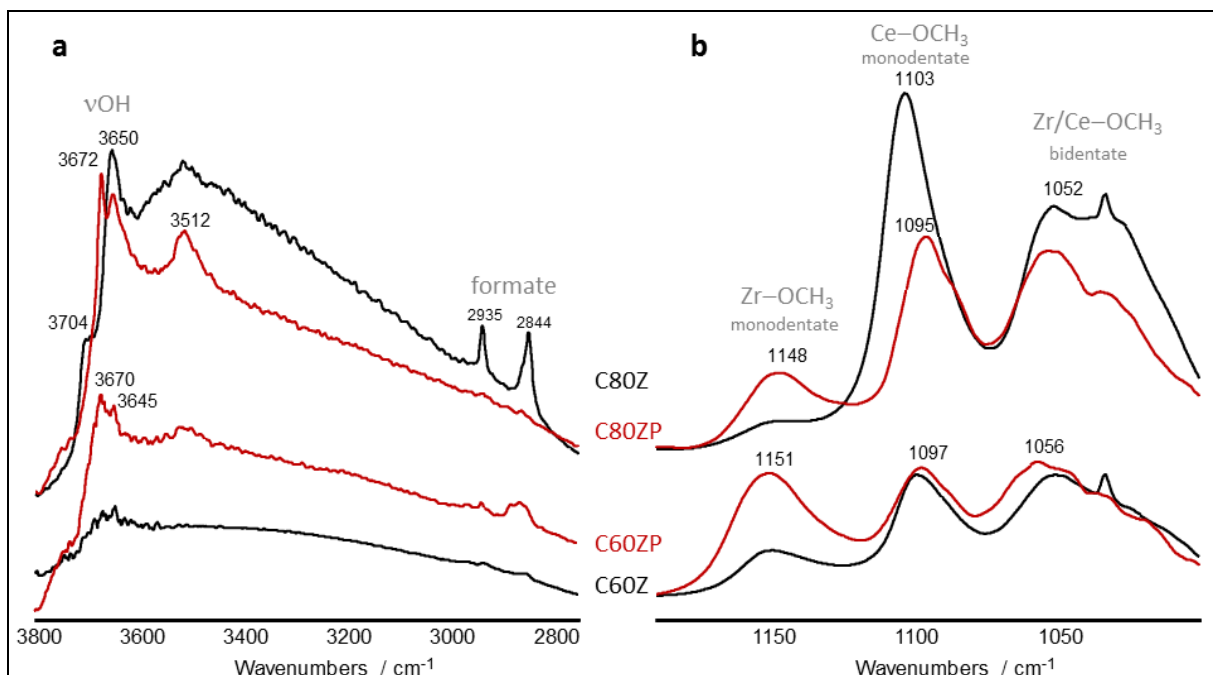 a
νOH
3650
3672
3512
3704
formate
2935
2844
3670
3645
C80Z
C80ZP
C60ZP
C60Z
3800 3600 3400 3200 3000 2800
Wavenumbers / cm-1
b
Ce–OCH3
monodentate
1103
Zr/Ce–OCH3
bidentate
1052
1095
Zr–OCH3
monodentate
1148
1151
1097
1056
1150 1100 1050
Wavenumbers / cm-1